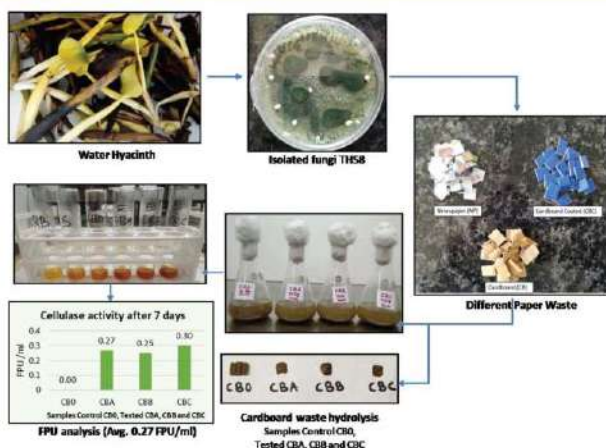 Water Hyacinth
Isolated fungi TH58
Newspaper (NP)
Cardboard Coated (CBC)
Cardboard (CB)
Different Paper Waste
CBA
CBA
CBB
CBC
CB0 CBA CBB CBC
Cardboard waste hydrolysis
Samples Control CB0,
Tested CBA, CBB and CBC
Cellulase activity after 7 days
FPU /ml
0.4
0.3
0.2
0.1
0
0.00
0.27
0.25
0.30
CB0 CBA CBB CBC
Samples Control CB0, Tested CBA, CBB and CBC
FPU analysis (Avg. 0.27 FPU/ml)